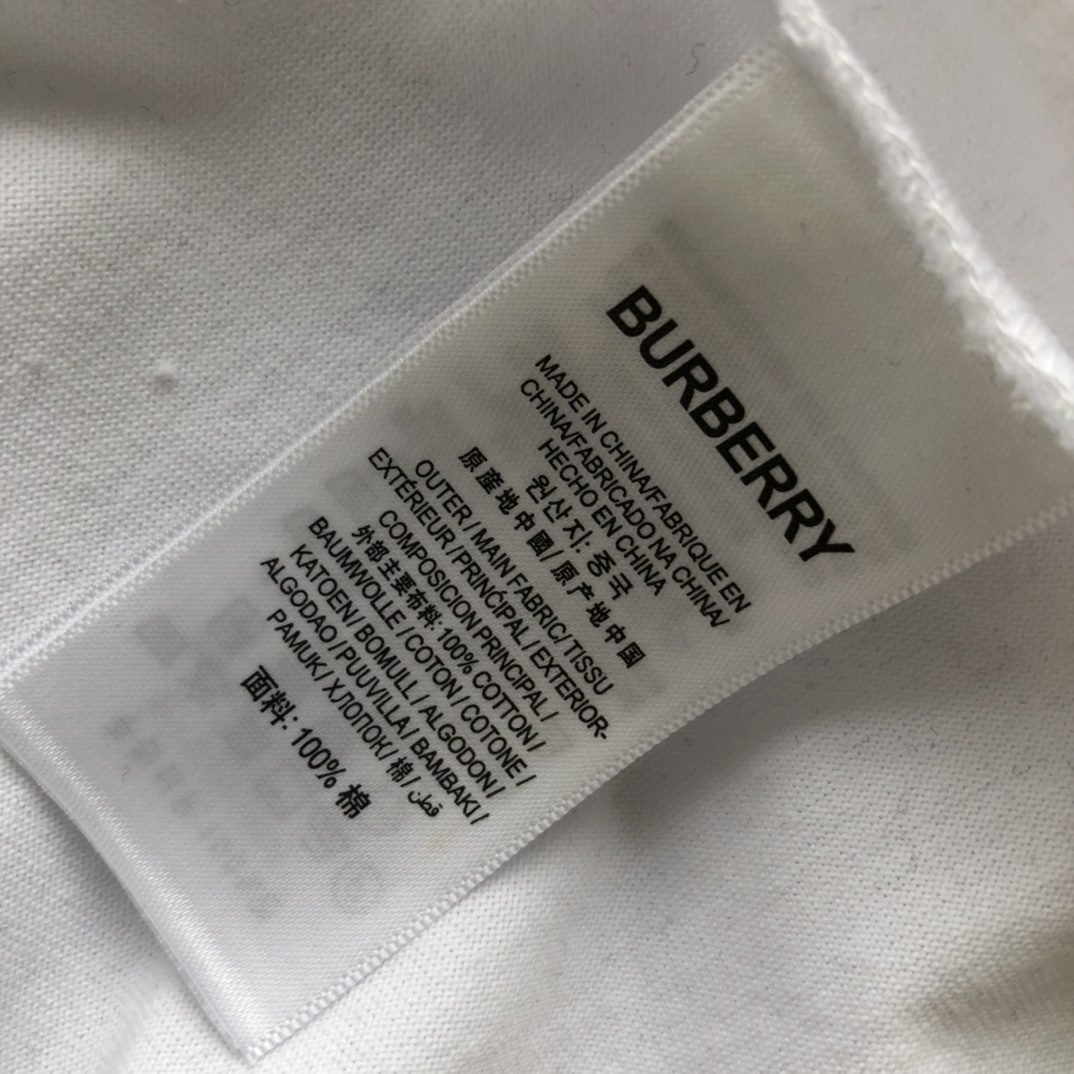 BURBERRY
MADE IN CHINA/FABRIQUE EN
CHINA/FABRICADO NA CHINA/
HECHO EN CHINA
원산지: 중국
原産地中國/原产地中国
OUTER / MAIN FABRIC/ TISSU
EXTÉRIEUR /PRINĆIPAL / EXTERIOR-
COMPOSICION PRINCIPAL /
外部主要布料: 100% COTTON /
BAUMWOLLE / COTON / COTONE /
KATOEN / BOMULL / ALGODON /
ALGODAO / PUUVILLA / BAMBAKI /
PAMUK / ХЛОПОК / 棉 / قطن
面料: 100% 棉